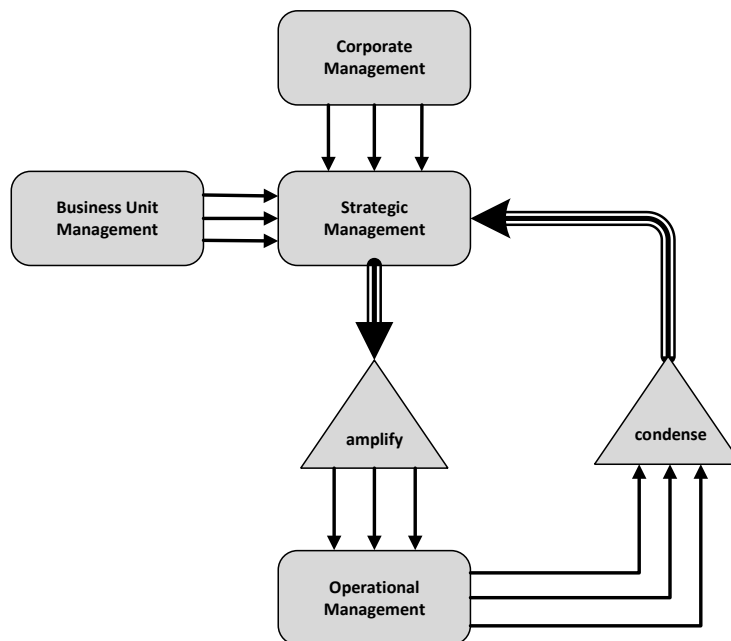 Corporate
Management
Business Unit
Management
Strategic
Management
amplify
condense
Operational
Management